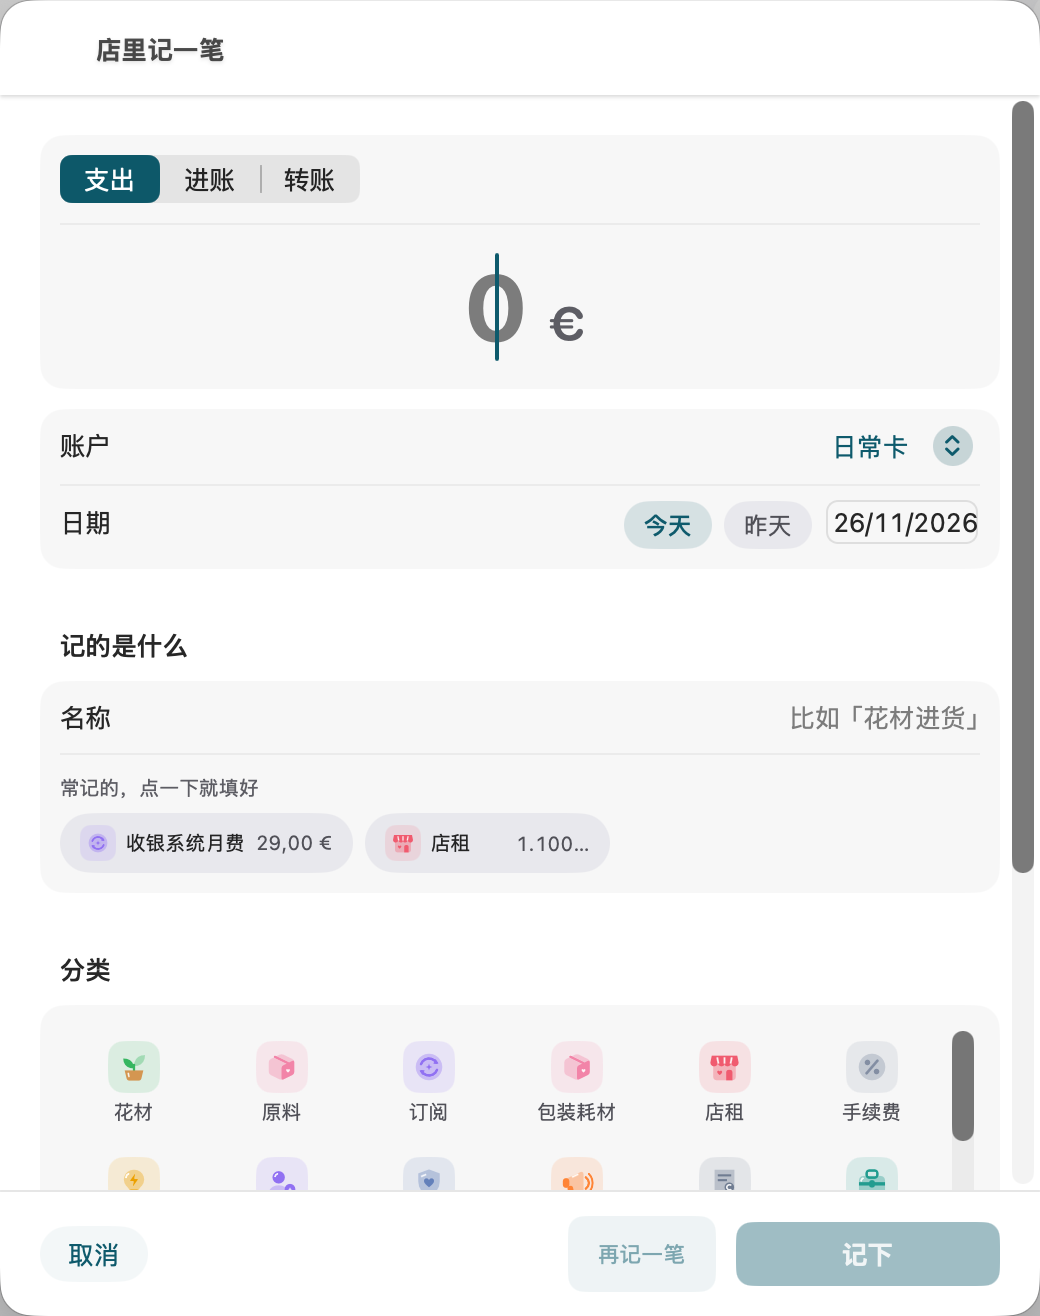 店里记一笔
支出 进账 转账
0 €
账户 日常卡
日期 今天 昨天 26/11/2026
记的是什么
名称 比如「花材进货」
常记的，点一下就填好
收银系统月费 29,00 € 店租 1.100...
分类
花材 原料 订阅 包装耗材 店租 手续费
取消 再记一笔 记下